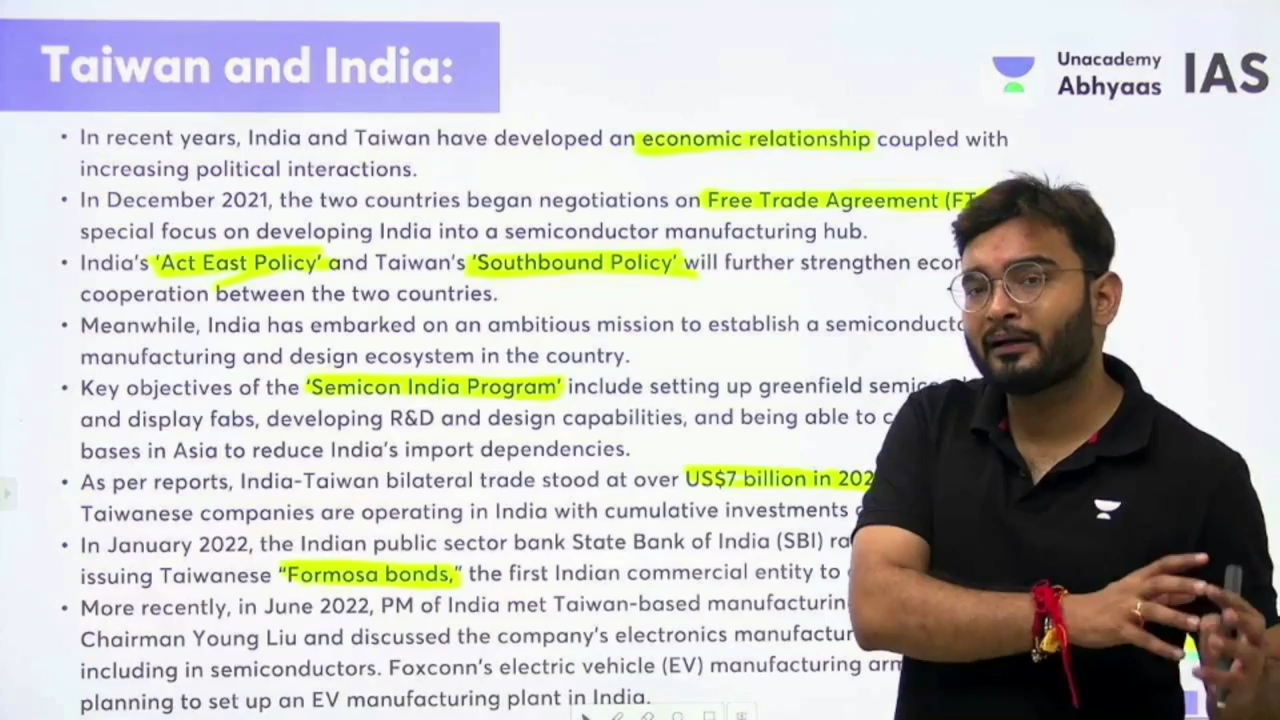 Taiwan and India:
Unacademy
Abhyaas
IAS
• In recent years, India and Taiwan have developed an economic relationship coupled with
increasing political interactions.
• In December 2021, the two countries began negotiations on Free Trade Agreement (FT
special focus on developing India into a semiconductor manufacturing hub.
• India's 'Act East Policy' and Taiwan's 'Southbound Policy' will further strengthen
cooperation between the two countries.
• Meanwhile, India has embarked on an ambitious mission to establish a
manufacturing and design ecosystem in the country.
• Key objectives of the 'Semicon India Program' include setting up greenfield
and display fabs, developing R&D and design capabilities, and being able to
bases in Asia to reduce India's import dependencies.
• As per reports, India-Taiwan bilateral trade stood at over US$7 billion in 202
Taiwanese companies are operating in India with cumulative investments
• In January 2022, the Indian public sector bank State Bank of India (SBI)
issuing Taiwanese "Formosa bonds," the first Indian commercial entity to
• More recently, in June 2022, PM of India met Taiwan-based
Chairman Young Liu and discussed the company's electronics
including in semiconductors. Foxconn's electric vehicle (EV) manufacturing arm
planning to set up an EV manufacturing plant in India.